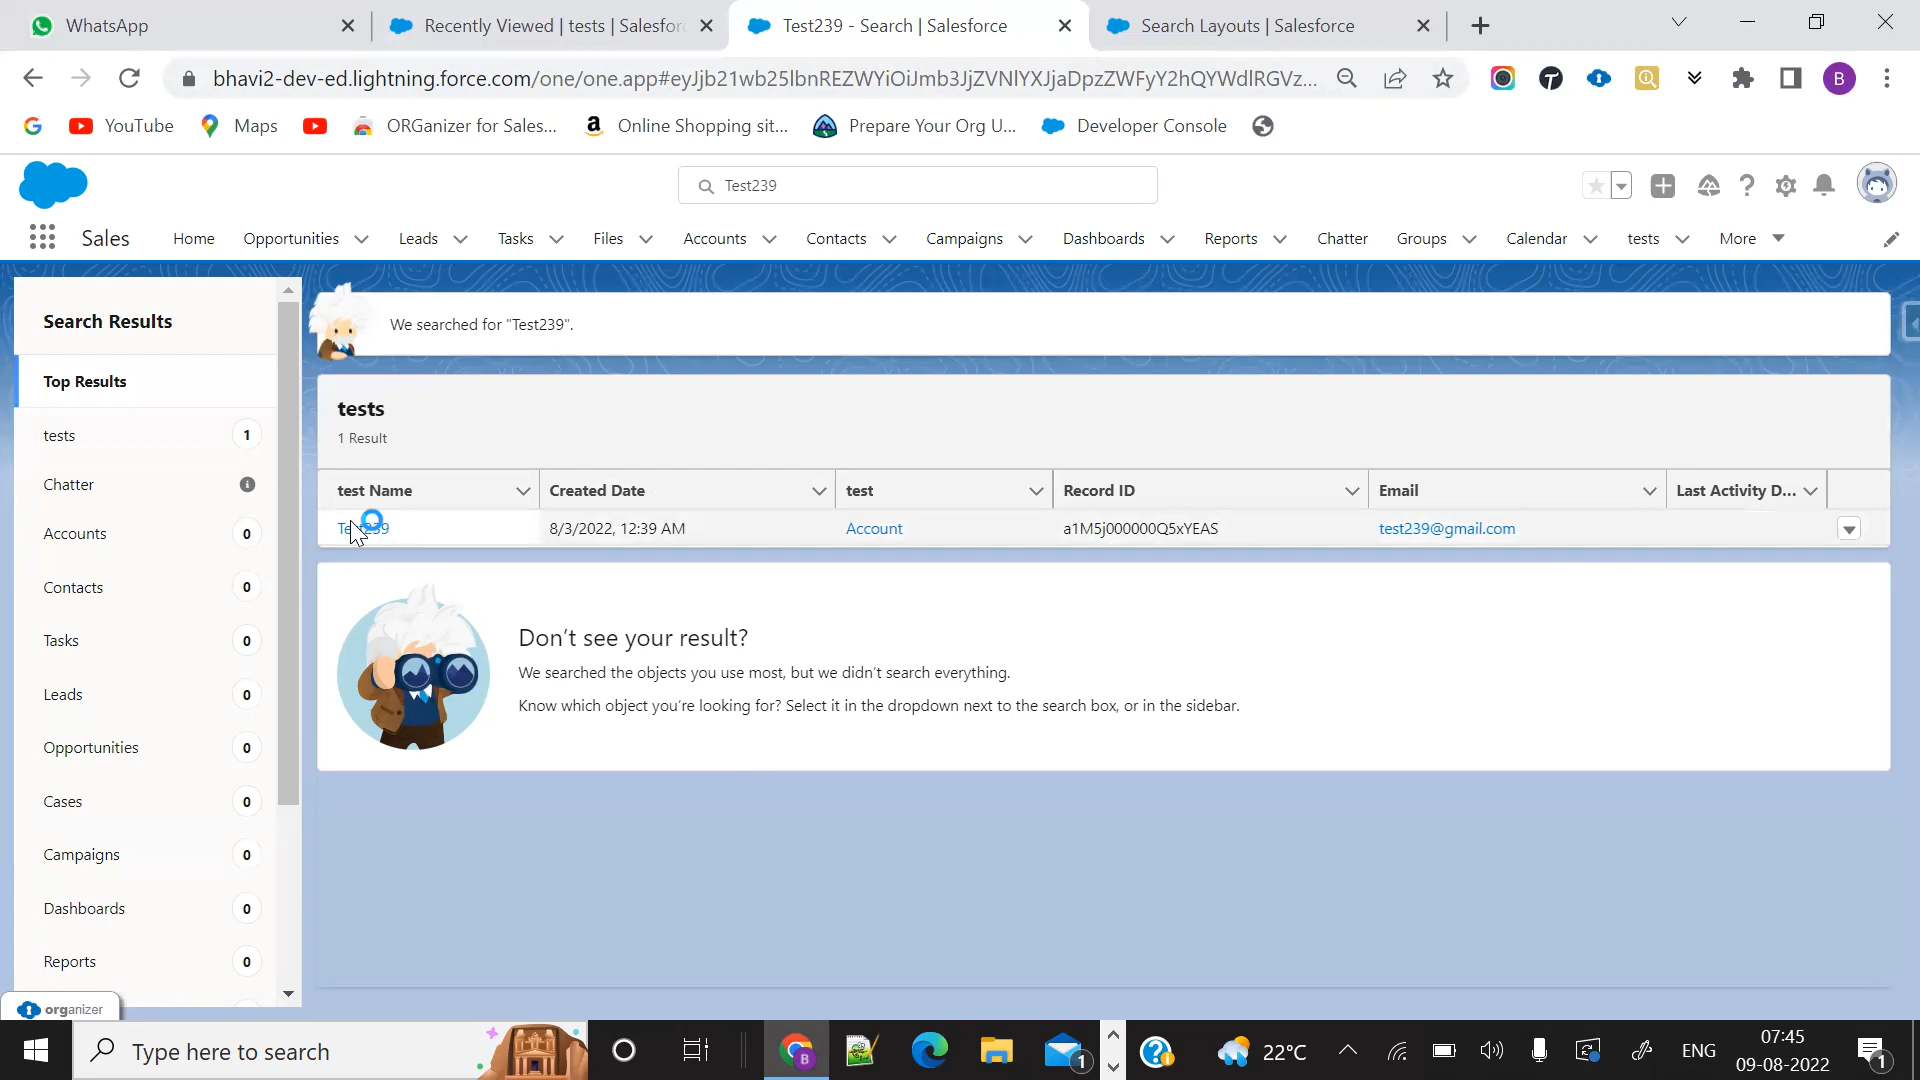 WhatsApp
Recently Viewed | tests | Salesfor
Test239 - Search | Salesforce
Search Layouts | Salesforce
bhavi2-dev-ed.lightning.force.com/one/one.app#eyJjb21wb25lbnREZWYiOiJmb3JjZVNlYXJjaDpzZWFyY2hQYWdlRGVz...
B
YouTube
Maps
ORGanizer for Sales...
Online Shopping sit...
Prepare Your Org U...
Developer Console
Test239
Sales
Home
Opportunities
Leads
Tasks
Files
Accounts
Contacts
Campaigns
Dashboards
Reports
Chatter
Groups
Calendar
tests
More
Search Results
Top Results
tests 1
Chatter
Accounts 0
Contacts 0
Tasks 0
Leads 0
Opportunities 0
Cases 0
Campaigns 0
Dashboards 0
Reports 0
organizer
We searched for "Test239".
tests
1 Result
test Name
Created Date
test
Record ID
Email
Last Activity D...
Test239
8/3/2022, 12:39 AM
Account
a1M5j000000Q5xYEAS
test239@gmail.com
Don't see your result?
We searched the objects you use most, but we didn't search everything.
Know which object you're looking for? Select it in the dropdown next to the search box, or in the sidebar.
Type here to search
B
1
22°C
ENG
07:45
09-08-2022
1